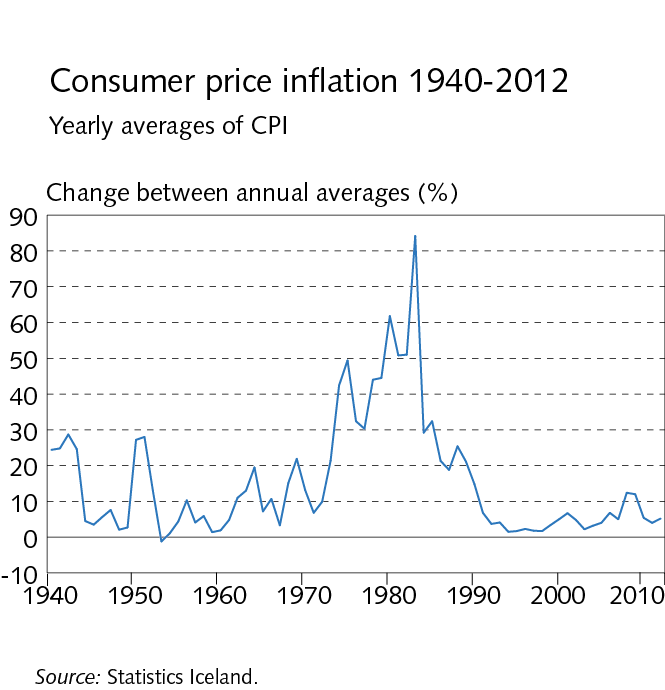 Consumer price inflation 1940-2012
Yearly averages of CPI
Change between annual averages (%)
90
80
70
60
50
40
30
20
10
0
-10
1940 1950 1960 1970 1980 1990 2000 2010
Source: Statistics Iceland.